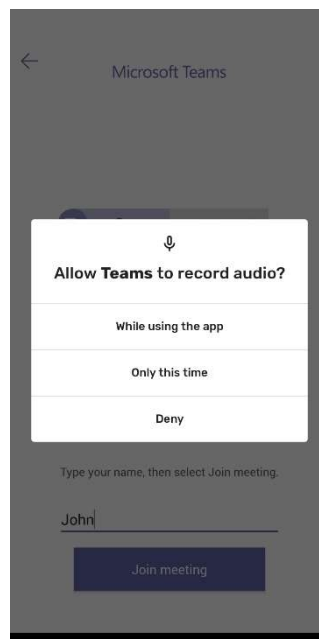 Microsoft Teams
Allow Teams to record audio?
While using the app
Only this time
Deny
Type your name, then select Join meeting.
John
Join meeting